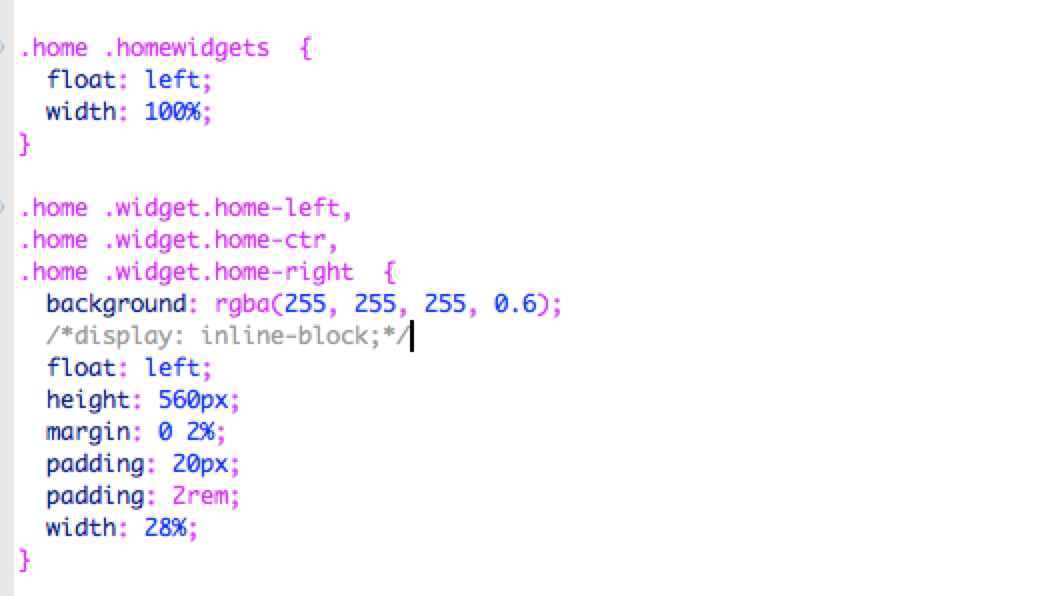 .home .homewidgets  {
  float: left;
  width: 100%;
}

.home .widget.home-left,
.home .widget.home-ctr,
.home .widget.home-right  {
  background: rgba(255, 255, 255, 0.6);
  /*display: inline-block;*/
  float: left;
  height: 560px;
  margin: 0 2%;
  padding: 20px;
  padding: 2rem;
  width: 28%;
}